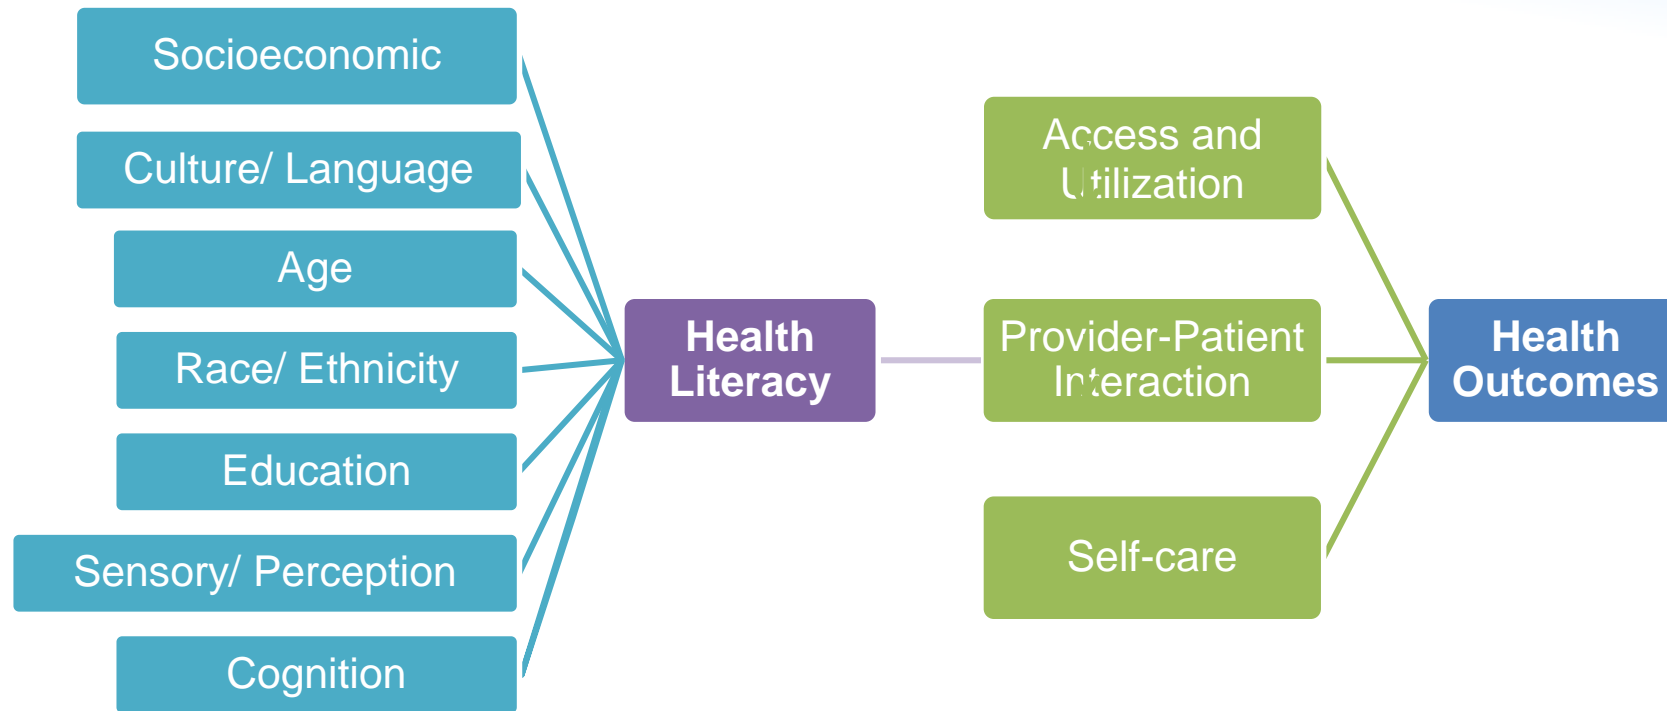 Socioeconomic
Culture/ Language
Age
Race/ Ethnicity
Education
Sensory/ Perception
Cognition
Health
Literacy
Access and
Utilization
Provider-Patient
Interaction
Self-care
Health
Outcomes